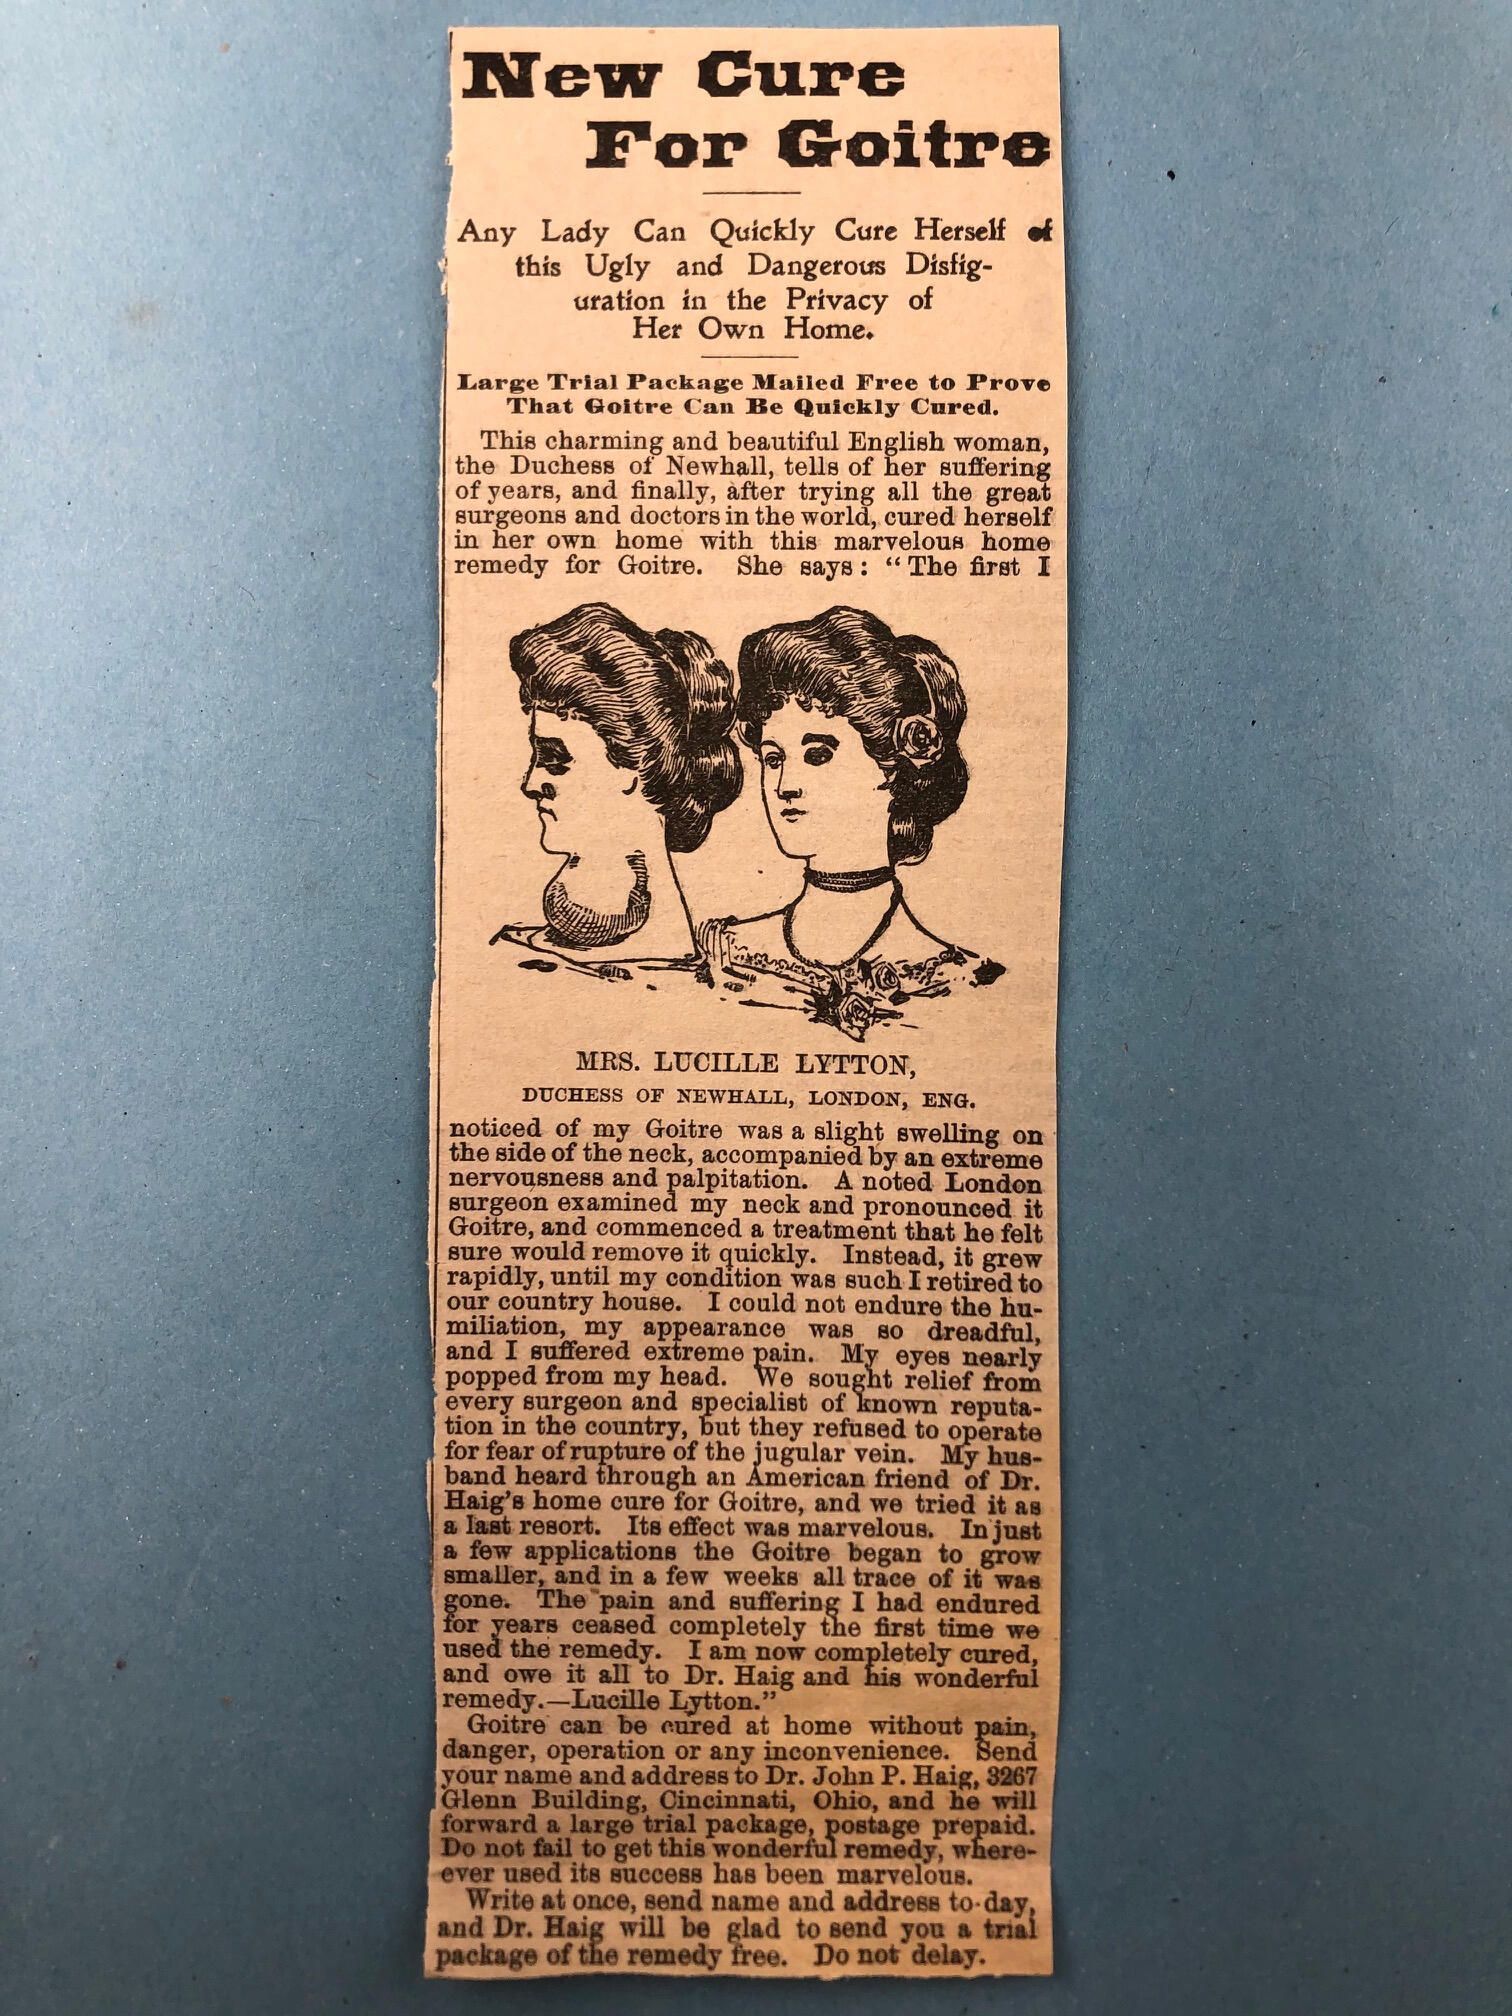 New Cure
For Goitre
Any Lady Can Quickly Cure Herself of
this Ugly and Dangerous Disfig-
uration in the Privacy of
Her Own Home.
Large Trial Package Mailed Free to Prove
That Goitre Can Be Quickly Cured.
This charming and beautiful English woman,
the Duchess of Newhall, tells of her suffering
of years, and finally, after trying all the great
surgeons and doctors in the world, cured herself
in her own home with this marvelous home
remedy for Goitre. She says: "The first I
MRS. LUCILLE LYTTON,
DUCHESS OF NEWHALL, LONDON, ENG.
noticed of my Goitre was a slight swelling on
the side of the neck, accompanied by an extreme
nervousness and palpitation. A noted London
surgeon examined my neck and pronounced it
Goitre, and commenced a treatment that he felt
sure would remove it quickly. Instead, it grew
rapidly, until my condition was such I retired to
our country house. I could not endure the hu-
miliation, my appearance was so dreadful,
and I suffered extreme pain. My eyes nearly
popped from my head. We sought relief from
every surgeon and specialist of known reputa-
tion in the country, but they refused to operate
for fear of rupture of the jugular vein. My hus-
band heard through an American friend of Dr.
Haig's home cure for Goitre, and we tried it as
a last resort. Its effect was marvelous. In just
a few applications the Goitre began to grow
smaller, and in a few weeks all trace of it was
gone. The pain and suffering I had endured
for years ceased completely the first time we
used the remedy. I am now completely cured,
and owe it all to Dr. Haig and his wonderful
remedy.—Lucille Lytton."
Goitre can be cured at home without pain,
danger, operation or any inconvenience. Send
your name and address to Dr. John P. Haig, 3267
Glenn Building, Cincinnati, Ohio, and he will
forward a large trial package, postage prepaid.
Do not fail to get this wonderful remedy, where-
ever used its success has been marvelous.
Write at once, send name and address to-day,
and Dr. Haig will be glad to send you a trial
package of the remedy free. Do not delay.